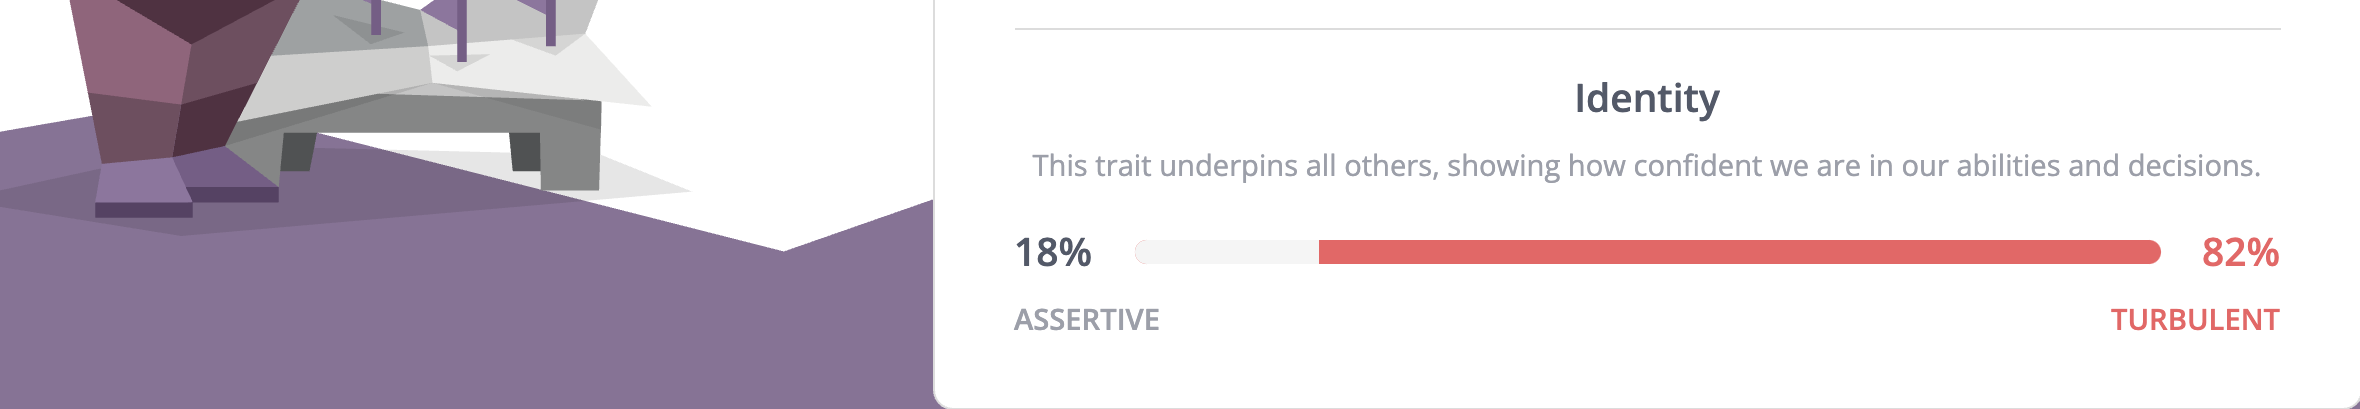 Identity
This trait underpins all others, showing how confident we are in our abilities and decisions.
18% 82%
ASSERTIVE TURBULENT